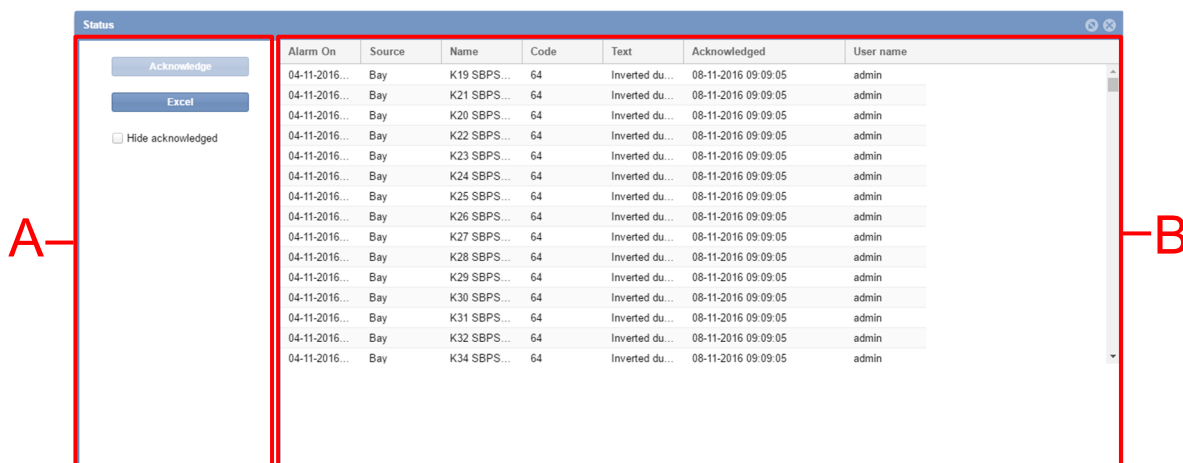 Status
Alarm On Source Name Code Text Acknowledged User name
Acknowledge
04-11-2016... Bay K19 SBPS... 64 Inverted du... 08-11-2016 09:09:05 admin
04-11-2016... Bay K21 SBPS... 64 Inverted du... 08-11-2016 09:09:05 admin
Excel
04-11-2016... Bay K20 SBPS... 64 Inverted du... 08-11-2016 09:09:05 admin
Hide acknowledged
04-11-2016... Bay K22 SBPS... 64 Inverted du... 08-11-2016 09:09:05 admin
04-11-2016... Bay K23 SBPS... 64 Inverted du... 08-11-2016 09:09:05 admin
04-11-2016... Bay K24 SBPS... 64 Inverted du... 08-11-2016 09:09:05 admin
04-11-2016... Bay K25 SBPS... 64 Inverted du... 08-11-2016 09:09:05 admin
04-11-2016... Bay K26 SBPS... 64 Inverted du... 08-11-2016 09:09:05 admin
A
B
04-11-2016... Bay K27 SBPS... 64 Inverted du... 08-11-2016 09:09:05 admin
04-11-2016... Bay K28 SBPS... 64 Inverted du... 08-11-2016 09:09:05 admin
04-11-2016... Bay K29 SBPS... 64 Inverted du... 08-11-2016 09:09:05 admin
04-11-2016... Bay K30 SBPS... 64 Inverted du... 08-11-2016 09:09:05 admin
04-11-2016... Bay K31 SBPS... 64 Inverted du... 08-11-2016 09:09:05 admin
04-11-2016... Bay K32 SBPS... 64 Inverted du... 08-11-2016 09:09:05 admin
04-11-2016... Bay K34 SBPS... 64 Inverted du... 08-11-2016 09:09:05 admin